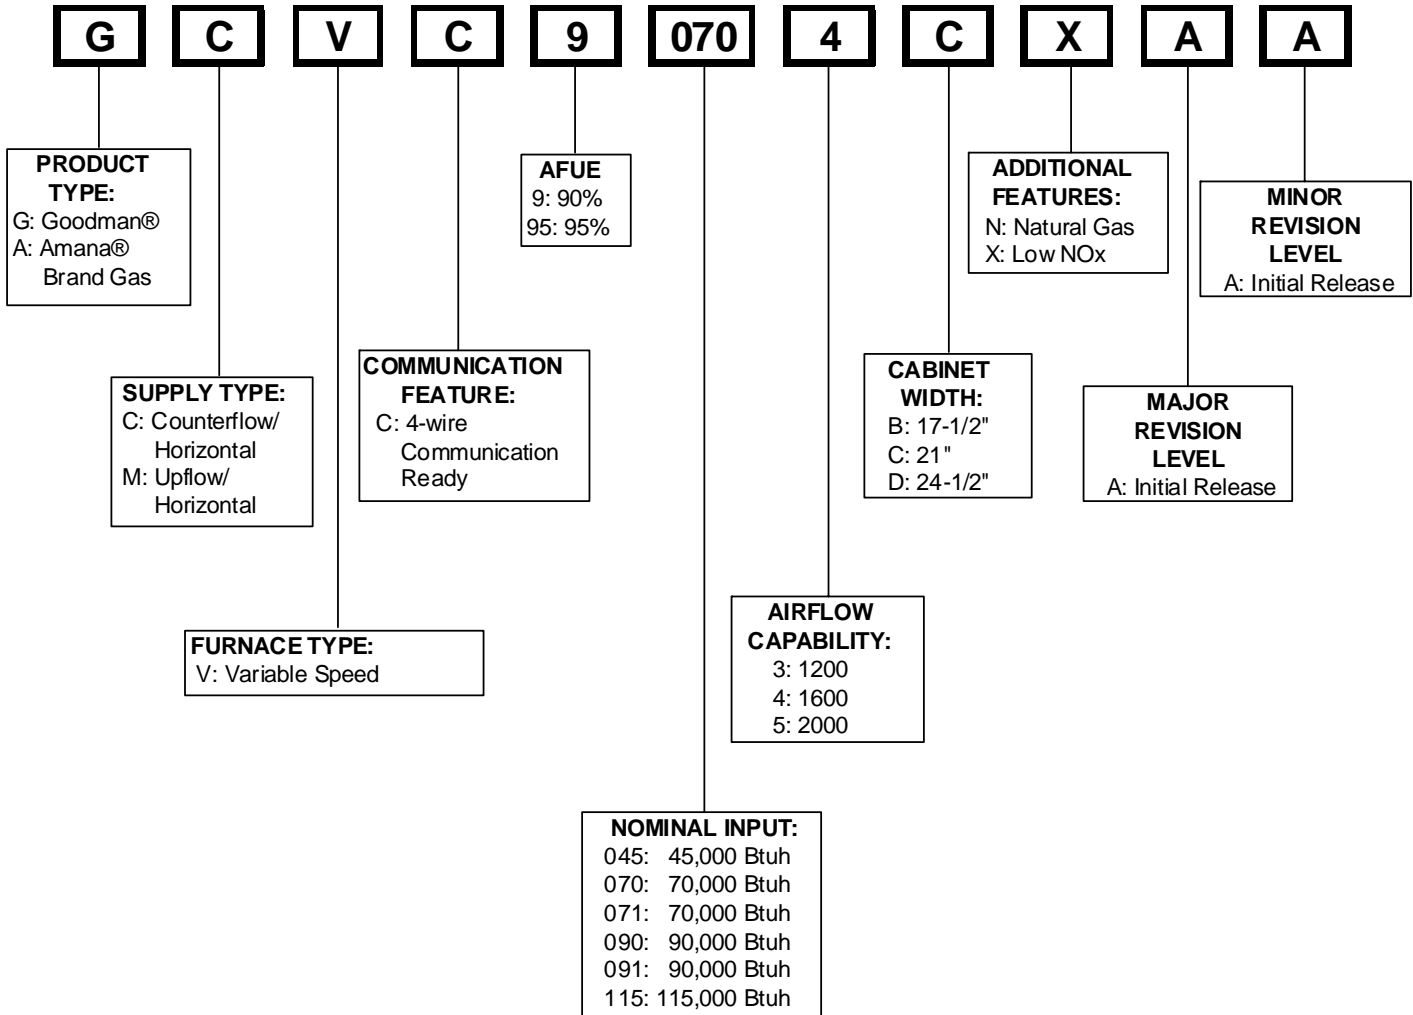 G C V C 9 070 4 C X A A
PRODUCT
TYPE:
G: Goodman®
A: Amana®
Brand Gas
SUPPLY TYPE:
C: Counterflow/
Horizontal
M: Upflow/
Horizontal
FURNACE TYPE:
V: Variable Speed
COMMUNICATION
FEATURE:
C: 4-wire
Communication
Ready
AFUE
9: 90%
95: 95%
NOMINAL INPUT:
045: 45,000 Btuh
070: 70,000 Btuh
071: 70,000 Btuh
090: 90,000 Btuh
091: 90,000 Btuh
115: 115,000 Btuh
AIRFLOW
CAPABILITY:
3: 1200
4: 1600
5: 2000
CABINET
WIDTH:
B: 17-1/2"
C: 21"
D: 24-1/2"
ADDITIONAL
FEATURES:
N: Natural Gas
X: Low NOx
MAJOR
REVISION
LEVEL
A: Initial Release
MINOR
REVISION
LEVEL
A: Initial Release